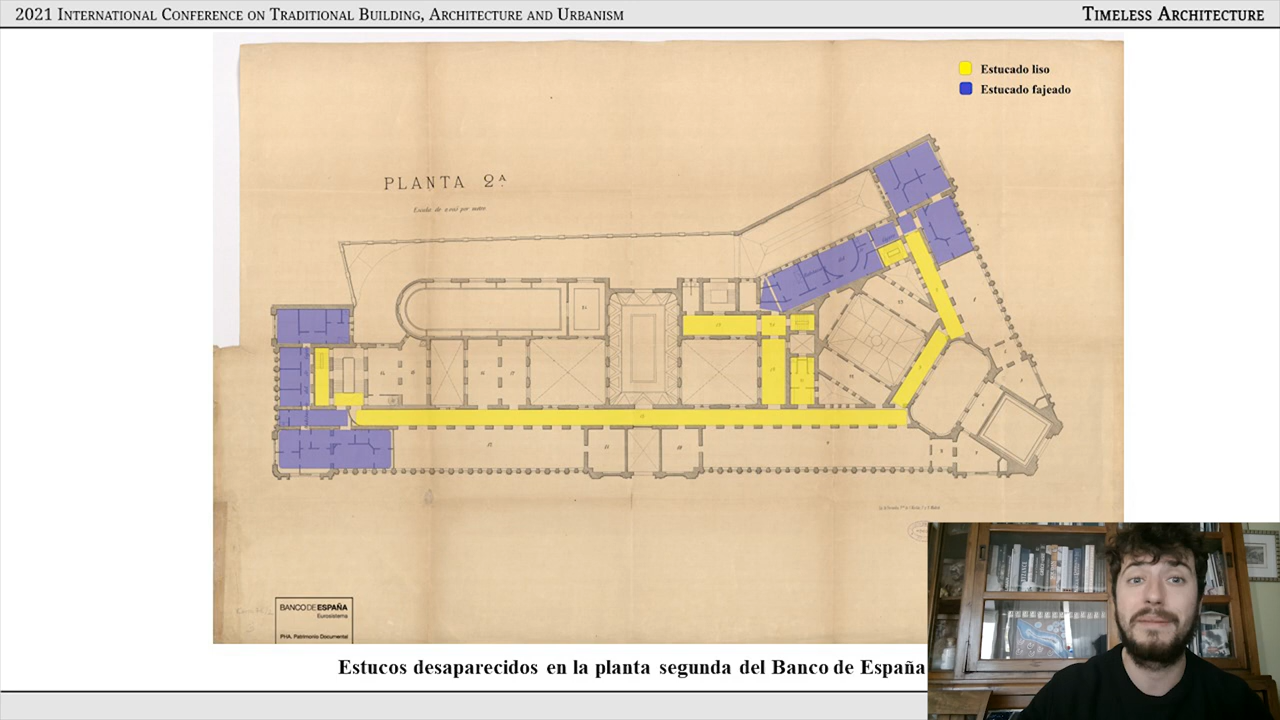 2021 International Conference on Traditional Building, Architecture and Urbanism
Timeless Architecture
Estucado liso
Estucado fajeado
PLANTA 2ª
BANCO DE ESPAÑA
Eurosistema
PHA. Patrimonio Documental
Estucos desaparecidos en la planta segunda del Banco de España